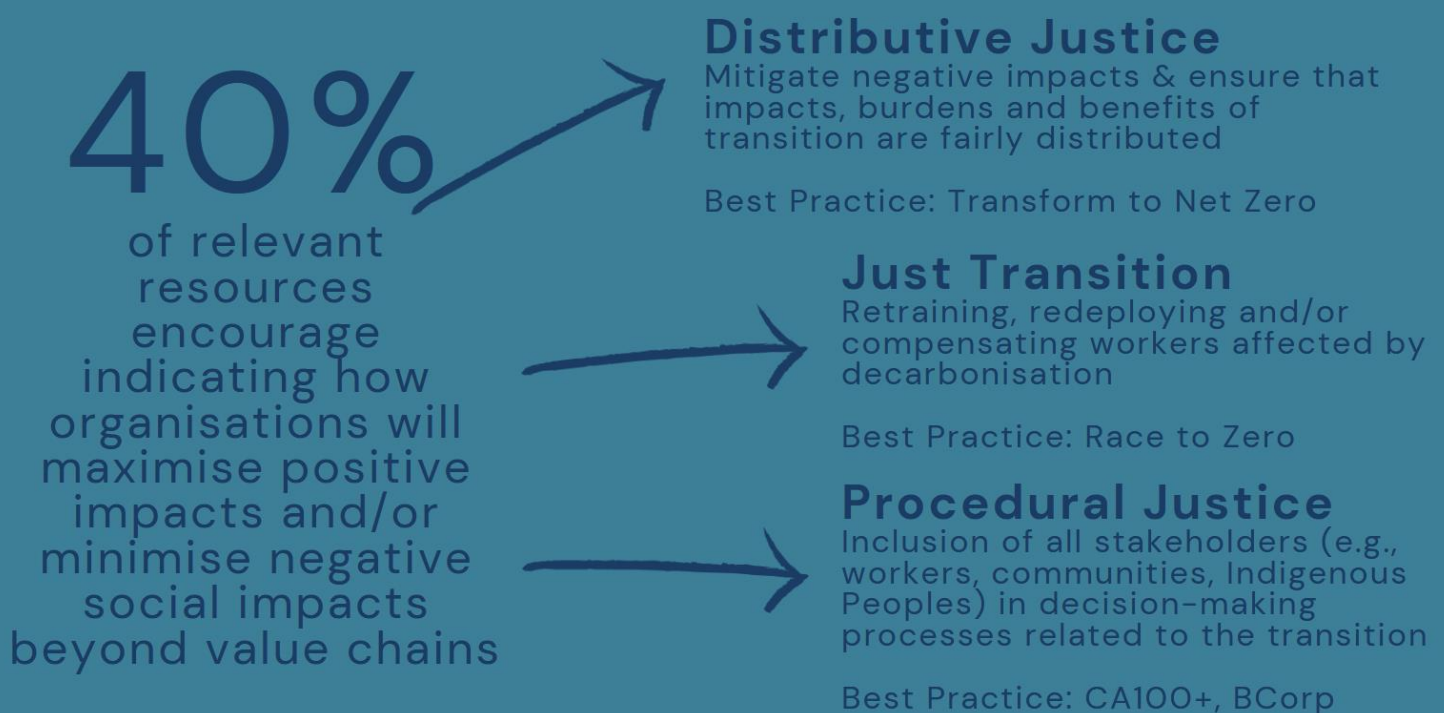 40%
of relevant
resources
encourage
indicating how
organisations will
maximise positive
impacts and/or
minimise negative
social impacts
beyond value chains
Distributive Justice
Mitigate negative impacts & ensure that
impacts, burdens and benefits of
transition are fairly distributed
Best Practice: Transform to Net Zero
Just Transition
Retraining, redeploying and/or
compensating workers affected by
decarbonisation
Best Practice: Race to Zero
Procedural Justice
Inclusion of all stakeholders (e.g.,
workers, communities, Indigenous
Peoples) in decision-making
processes related to the transition
Best Practice: CA100+, BCorp